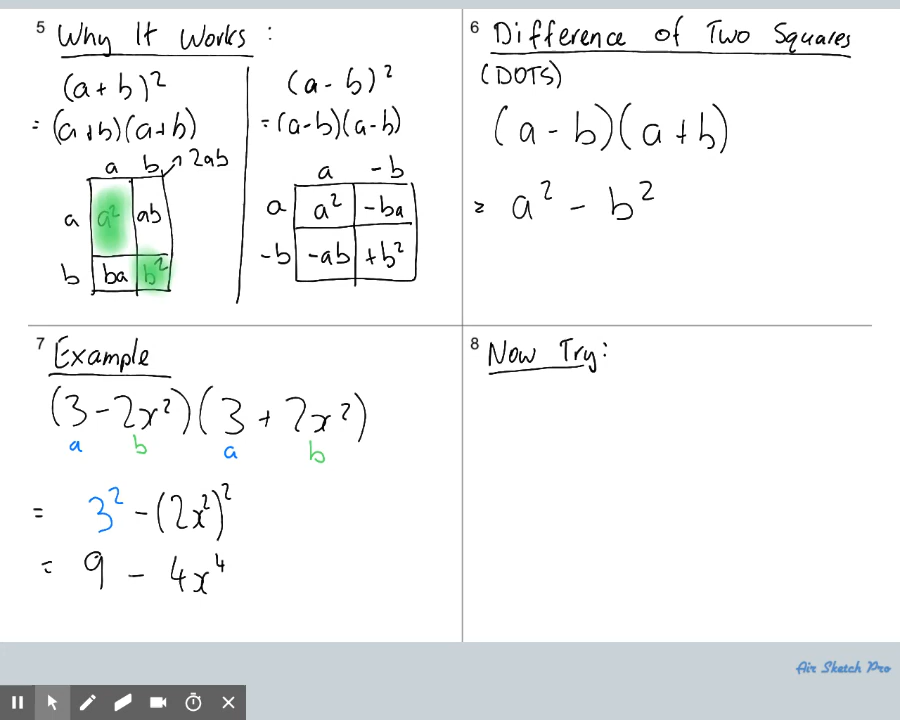 5 Why It Works :
(a + b)²
= (a+b)(a+b)
a b → 2ab
a a² ab
b ba b²
(a - b)²
= (a-b)(a-b)
a -b
a a² -ba
-b -ab +b²
6 Difference of Two Squares
(DOTS)
(a - b)(a + b)
= a² - b²
7 Example
(3 - 2x²)(3 + 2x²)
a b a b
= 3² - (2x²)²
= 9 - 4x⁴
8 Now Try:
Air Sketch Pro